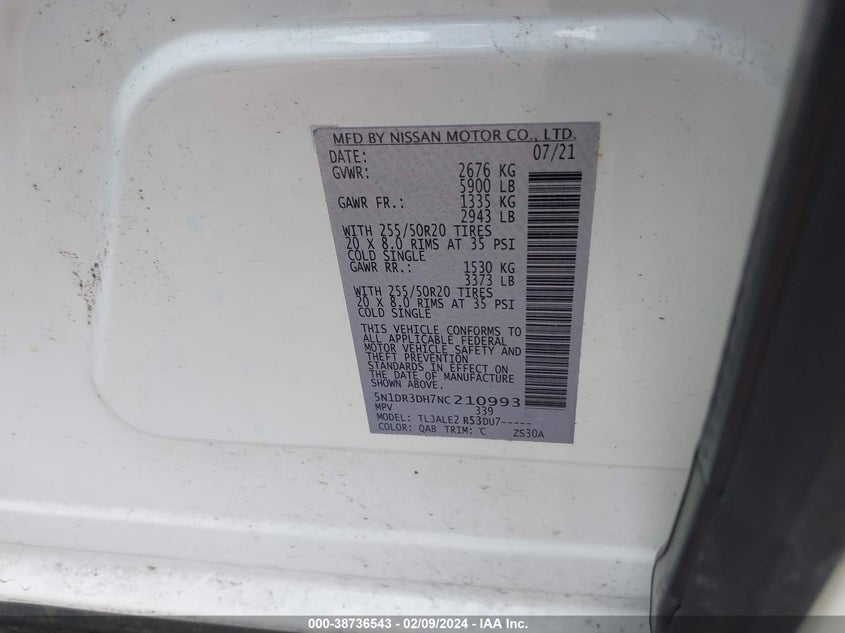 MFD BY NISSAN MOTOR CO., LTD.
DATE: 07/21
GVWR: 2676 KG
5900 LB
GAWR FR.: 1335 KG
2943 LB
WITH 255/50R20 TIRES
20 X 8.0 RIMS AT 35 PSI
COLD SINGLE
GAWR RR.: 1530 KG
3373 LB
WITH 255/50R20 TIRES
20 X 8.0 RIMS AT 35 PSI
COLD SINGLE
THIS VEHICLE CONFORMS TO
ALL APPLICABLE FEDERAL
MOTOR VEHICLE SAFETY AND
THEFT PREVENTION
STANDARDS IN EFFECT ON
THE DATE OF MANUFACTURE
SHOWN ABOVE.
5N1DR3DH7NC210993
MPV 339
MODEL: TLJALE2 R53DU7-----
COLOR: QAB TRIM: C ZS30A
000-38736543 - 02/09/2024 - IAA Inc.